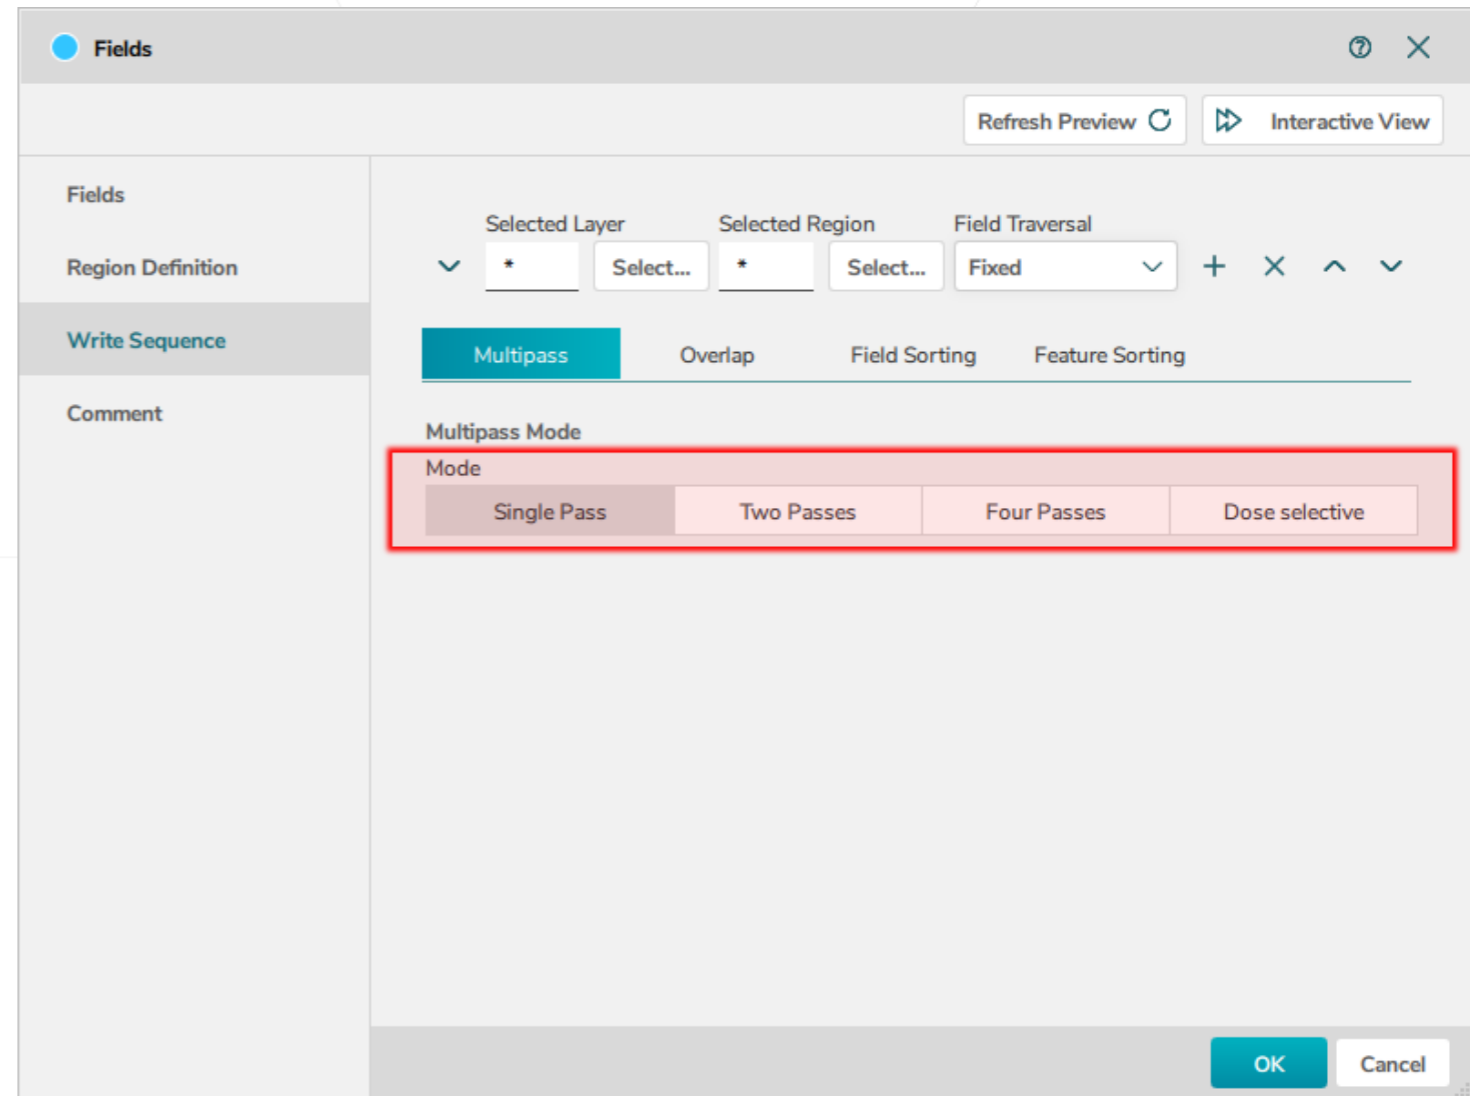 Fields
Refresh Preview
Interactive View
Fields
Region Definition
Write Sequence
Comment
Selected Layer Selected Region Field Traversal
* Select... * Select... Fixed
Multipass Overlap Field Sorting Feature Sorting
Multipass Mode
Mode
Single Pass Two Passes Four Passes Dose selective
OK Cancel